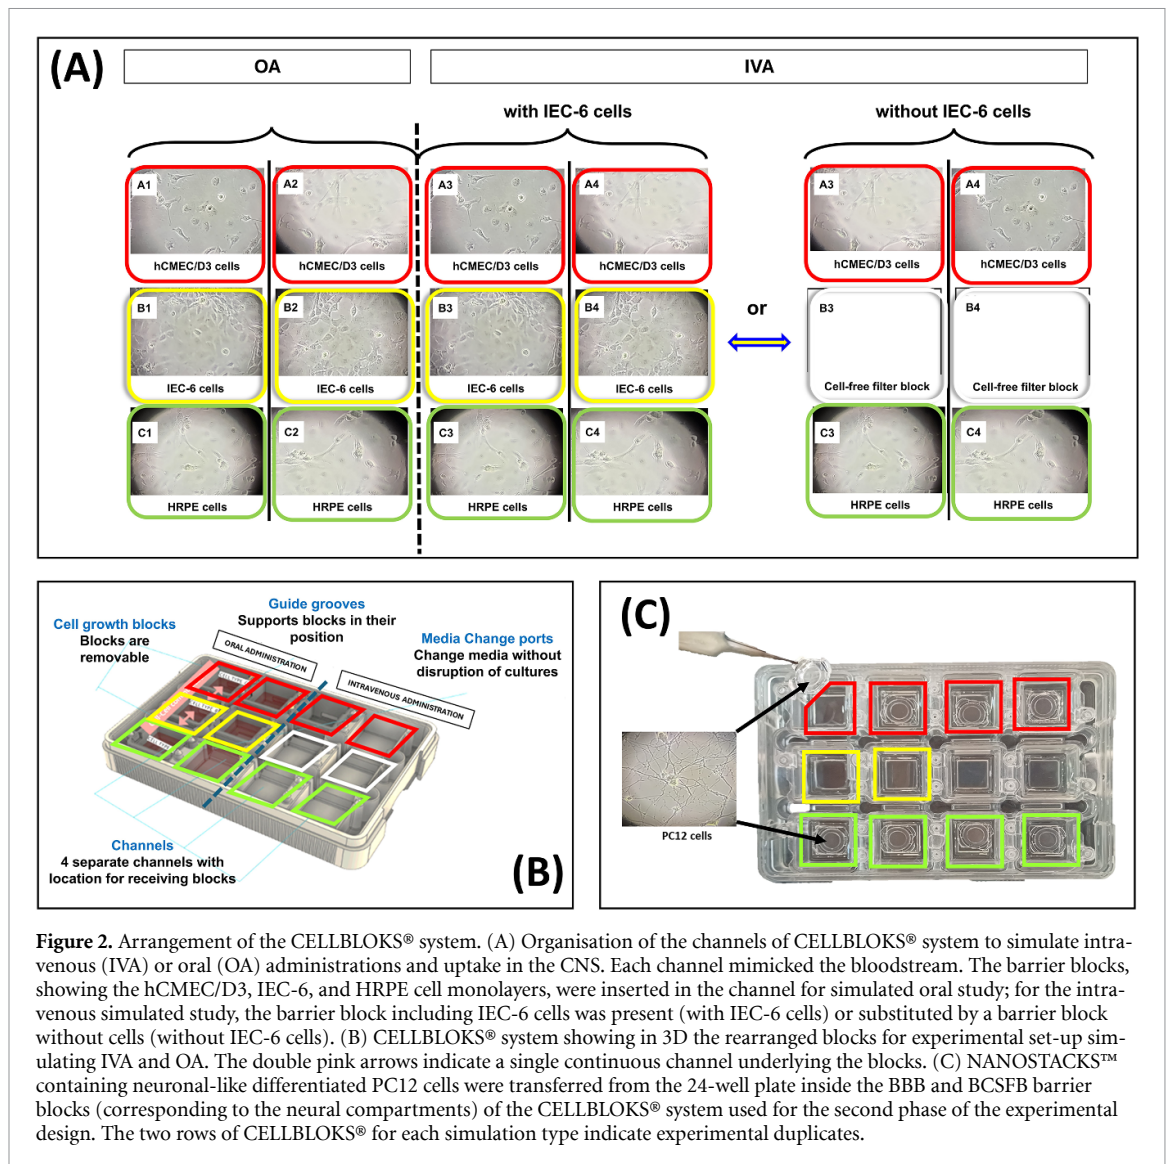 (A)
OA
IVA
with IEC-6 cells
without IEC-6 cells
A1
A2
A3
A4
A3
A4
hCMEC/D3 cells
hCMEC/D3 cells
hCMEC/D3 cells
hCMEC/D3 cells
hCMEC/D3 cells
hCMEC/D3 cells
B1
B2
B3
B4
or
B3
B4
IEC-6 cells
IEC-6 cells
IEC-6 cells
IEC-6 cells
Cell-free filter block
Cell-free filter block
C1
C2
C3
C4
C3
C4
HRPE cells
HRPE cells
HRPE cells
HRPE cells
HRPE cells
HRPE cells
Cell growth blocks
Blocks are
removable
Guide grooves
Supports blocks in their
position
Media Change ports
Change media without
disruption of cultures
ORAL ADMINISTRATION
INTRAVENOUS ADMINISTRATION
Channels
4 separate channels with
location for receiving blocks
(B)
(C)
PC12 cells
Figure 2. Arrangement of the CELLBLOKS® system. (A) Organisation of the channels of CELLBLOKS® system to simulate intra-
venous (IVA) or oral (OA) administrations and uptake in the CNS. Each channel mimicked the bloodstream. The barrier blocks,
showing the hCMEC/D3, IEC-6, and HRPE cell monolayers, were inserted in the channel for simulated oral study; for the intra-
venous simulated study, the barrier block including IEC-6 cells was present (with IEC-6 cells) or substituted by a barrier block
without cells (without IEC-6 cells). (B) CELLBLOKS® system showing in 3D the rearranged blocks for experimental set-up sim-
ulating IVA and OA. The double pink arrows indicate a single continuous channel underlying the blocks. (C) NANOSTACKS™
containing neuronal-like differentiated PC12 cells were transferred from the 24-well plate inside the BBB and BCSFB barrier
blocks (corresponding to the neural compartments) of the CELLBLOKS® system used for the second phase of the experimental
design. The two rows of CELLBLOKS® for each simulation type indicate experimental duplicates.